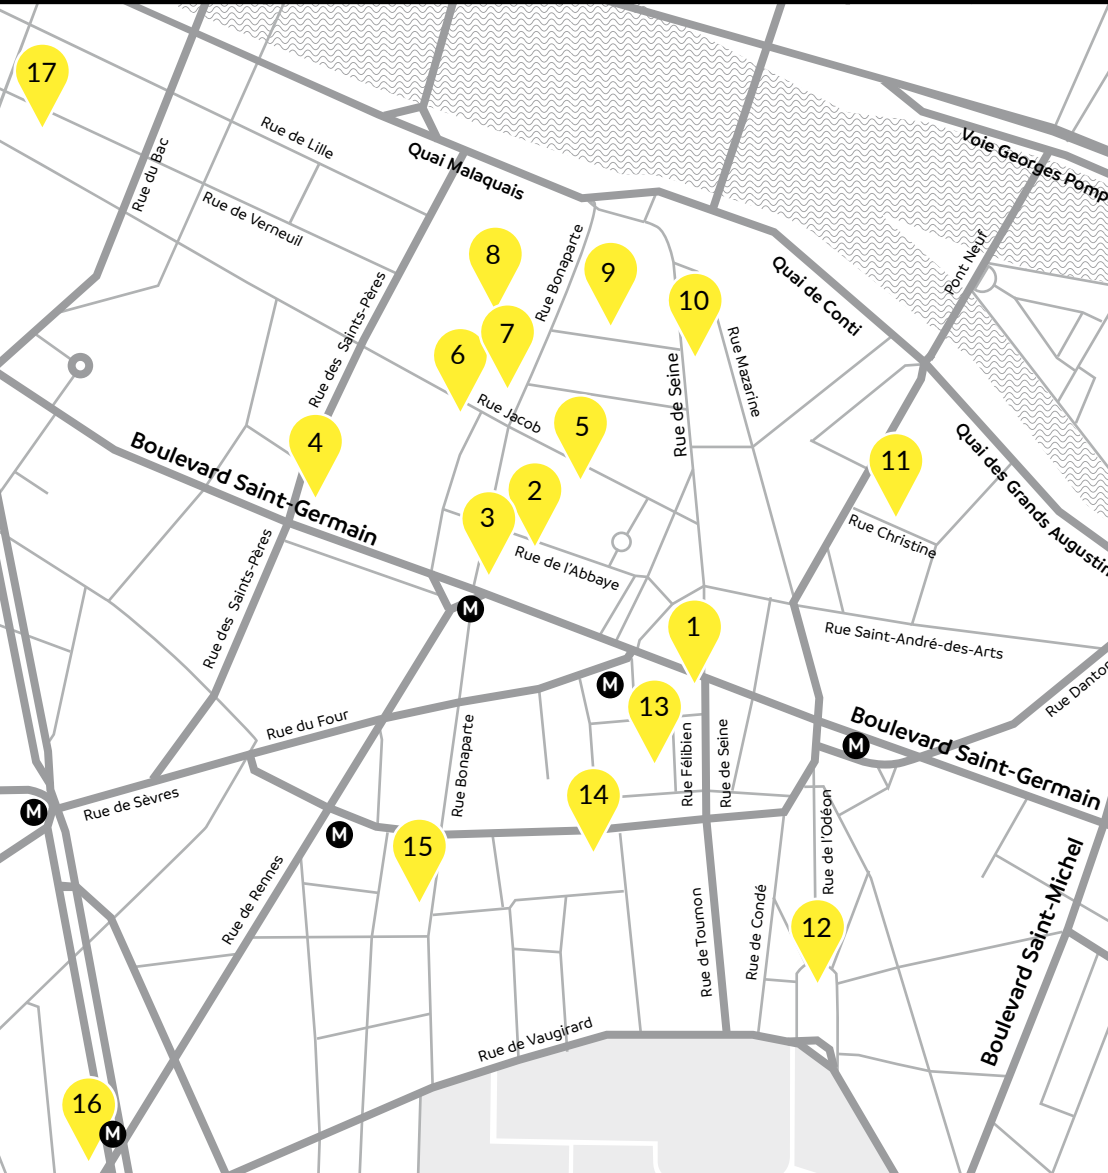 17
Rue du Bac
Rue de Lille
Quai Malaquais
Voie Georges Pomp
Rue de Verneuil
Rue Bonaparte
8
9
10
Quai de Conti
Pont Neuf
Rue des Saints-Pères
7
6
Rue Mazarine
Rue de Seine
Rue Jacob
5
4
Boulevard Saint-Germain
11
Quai des Grands Augustin
2
3
Rue Christine
Rue de l'Abbaye
Rue des Saints-Pères
M
1
Rue Saint-André-des-Arts
Rue Danton
M
13
Rue du Four
Rue Bonaparte
Rue Félibien
Rue de Seine
Boulevard Saint-Germain
M
Rue de Sèvres
M
14
Rue de l'Odéon
M
15
Rue de Rennes
Rue de Tournon
Rue de Condé
12
Boulevard Saint-Michel
Rue de Vaugirard
16
M